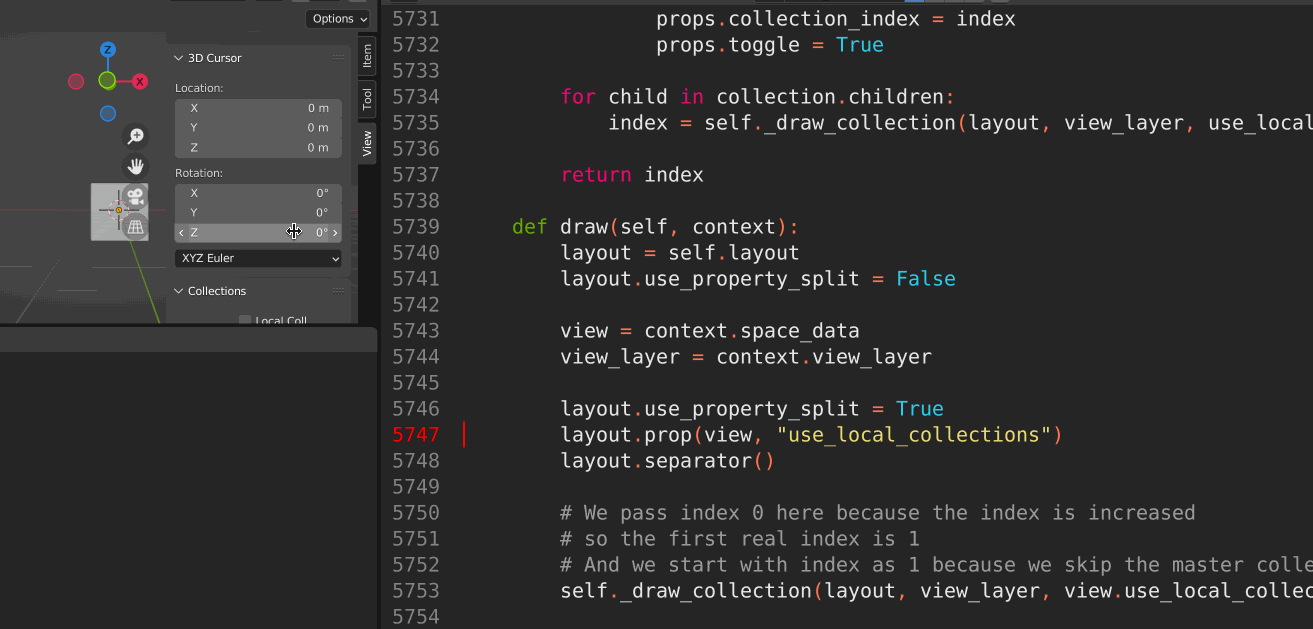 Options
Z
X
3D Cursor
Location:
X 0 m
Y 0 m
Z 0 m
Rotation:
X 0°
Y 0°
Z 0°
XYZ Euler
Collections
Local Coll
Item
Tool
View
5731 props.collection_index = index
5732 props.toggle = True
5733
5734 for child in collection.children:
5735 index = self._draw_collection(layout, view_layer, use_local
5736
5737 return index
5738
5739 def draw(self, context):
5740 layout = self.layout
5741 layout.use_property_split = False
5742
5743 view = context.space_data
5744 view_layer = context.view_layer
5745
5746 layout.use_property_split = True
5747 layout.prop(view, "use_local_collections")
5748 layout.separator()
5749
5750 # We pass index 0 here because the index is increased
5751 # so the first real index is 1
5752 # And we start with index as 1 because we skip the master colle
5753 self._draw_collection(layout, view_layer, view.use_local_collec
5754